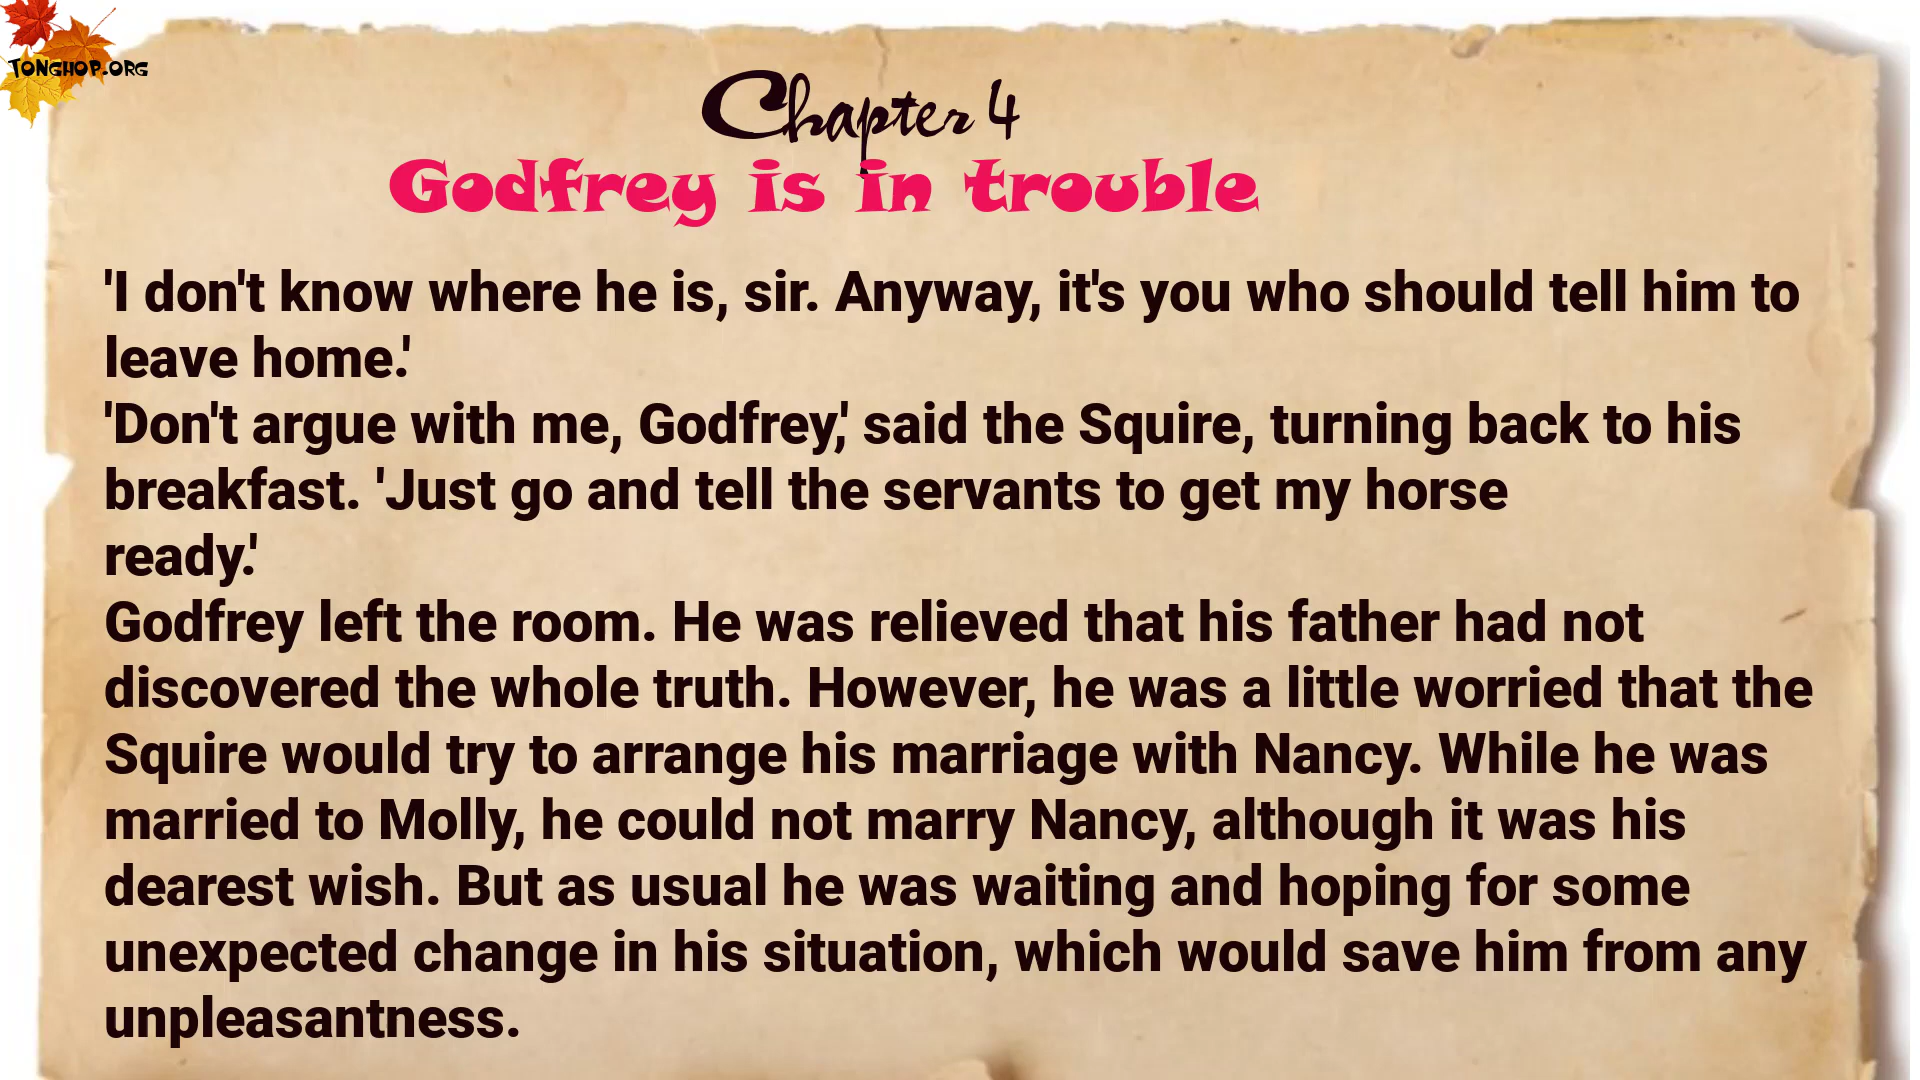 TONGHOP.ORG
Chapter 4
Godfrey is in trouble
'I don't know where he is, sir. Anyway, it's you who should tell him to
leave home.'
'Don't argue with me, Godfrey,' said the Squire, turning back to his
breakfast. 'Just go and tell the servants to get my horse
ready.'
Godfrey left the room. He was relieved that his father had not
discovered the whole truth. However, he was a little worried that the
Squire would try to arrange his marriage with Nancy. While he was
married to Molly, he could not marry Nancy, although it was his
dearest wish. But as usual he was waiting and hoping for some
unexpected change in his situation, which would save him from any
unpleasantness.